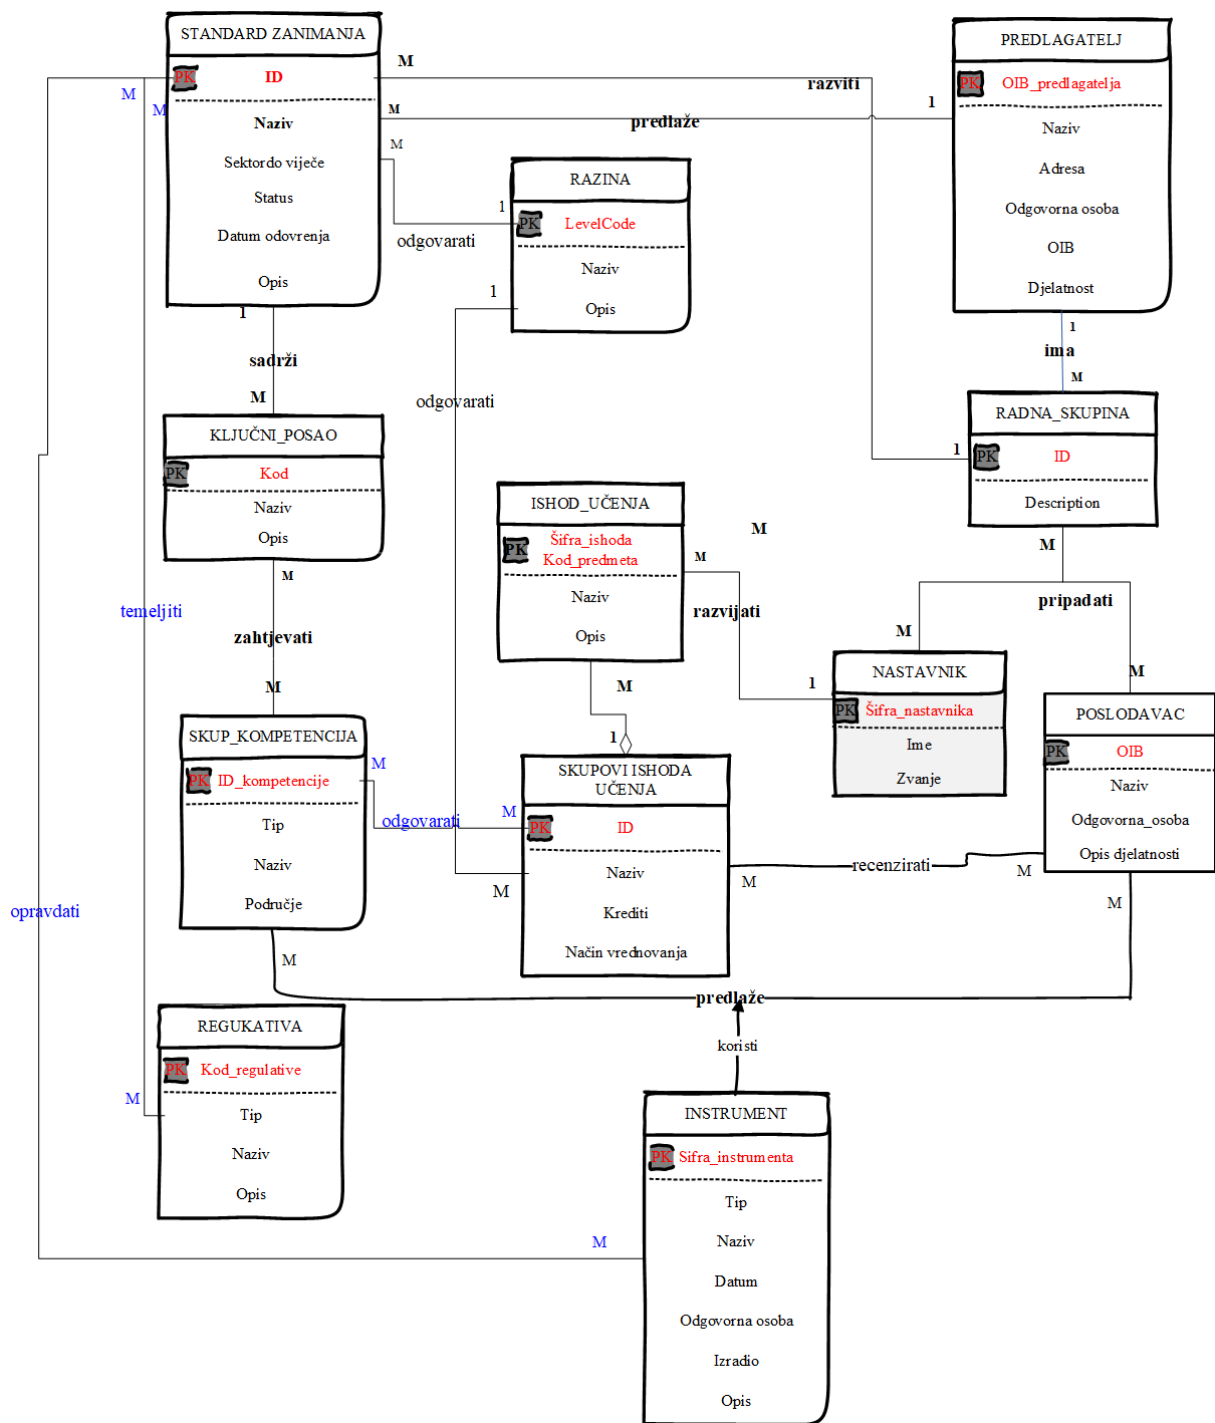 STANDARD ZANIMANJA
PK ID
Naziv
Sektordo viječe
Status
Datum odovrenja
Opis
PREDLAGATELJ
PK OIB_predlagatelja
Naziv
Adresa
Odgovorna osoba
OIB
Djelatnost
M
razviti
M
predlaže
1
M
M
M
1
odgovarati
RAZINA
PK LevelCode
Naziv
Opis
1
1
sadrži
M
odgovarati
1
ima
M
KLJUČNI_POSAO
PK Kod
Naziv
Opis
RADNA_SKUPINA
1
PK ID
Description
ISHOD_UČENJA
PK Šifra_ishoda
Kod_predmeta
Naziv
Opis
M
M
razvijati
1
M
pripadati
M
M
M
zahtjevati
M
temeljiti
NASTAVNIK
PK Šifra_nastavnika
Ime
Zvanje
POSLODAVAC
PK OIB
Naziv
Odgovorna_osoba
Opis djelatnosti
M
1
SKUP_KOMPETENCIJA
PK ID_kompetencije
Tip
Naziv
Područje
M
odgovarati
M
SKUPOVI ISHODA
UČENJA
PK ID
Naziv
Krediti
Način vrednovanja
M
M
recenzirati
M
M
opravdati
M
predlaže
koristi
REGUKATIVA
PK Kod_regulative
Tip
Naziv
Opis
M
INSTRUMENT
PK Sifra_instrumenta
Tip
Naziv
Datum
Odgovorna osoba
Izradio
Opis
M